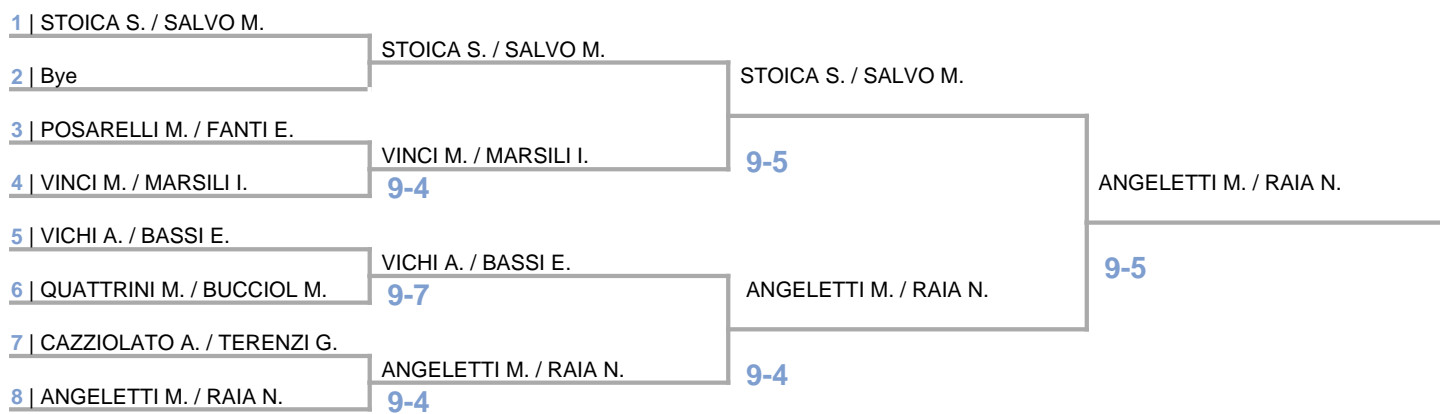 1 | STOICA S. / SALVO M.
STOICA S. / SALVO M.
2 | Bye
STOICA S. / SALVO M.
3 | POSARELLI M. / FANTI E.
VINCI M. / MARSILI I.
9-5
4 | VINCI M. / MARSILI I.
9-4
ANGELETTI M. / RAIA N.
5 | VICHI A. / BASSI E.
VICHI A. / BASSI E.
9-5
6 | QUATTRINI M. / BUCCIOL M.
9-7
ANGELETTI M. / RAIA N.
7 | CAZZIOLATO A. / TERENZI G.
ANGELETTI M. / RAIA N.
9-4
8 | ANGELETTI M. / RAIA N.
9-4